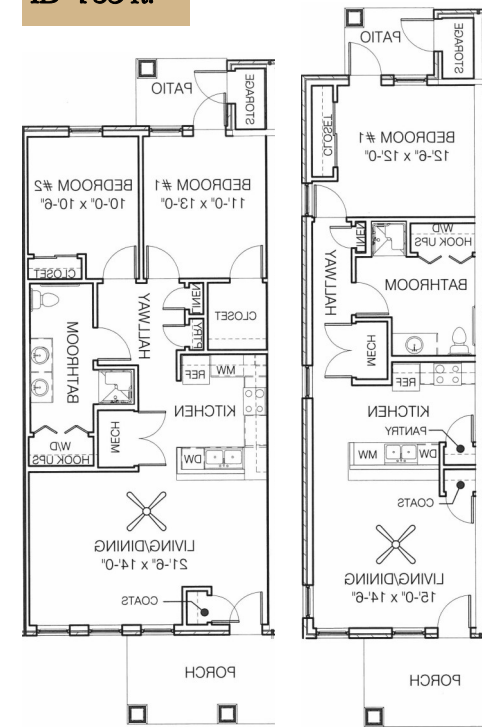 PATIO
STORAGE
BEDROOM #2
10'-0" x 10'-6"
BEDROOM #1
11'-0" x 13'-0"
CLOSET
CLOSET
LINEN
HALLWAY
BATHROOM
PTRY
REF
MW
KITCHEN
MECH
W/D
HOOK UPS
DW
LIVING/DINING
21'-6" x 14'-0"
COATS
PORCH
PATIO
STORAGE
CLOSET
BEDROOM #1
12'-6" x 12'-0"
LINEN
W/D
HOOK UPS
HALLWAY
BATHROOM
MECH
REF
KITCHEN
PANTRY
MW
DW
COATS
LIVING/DINING
15'-0" x 14'-6"
PORCH